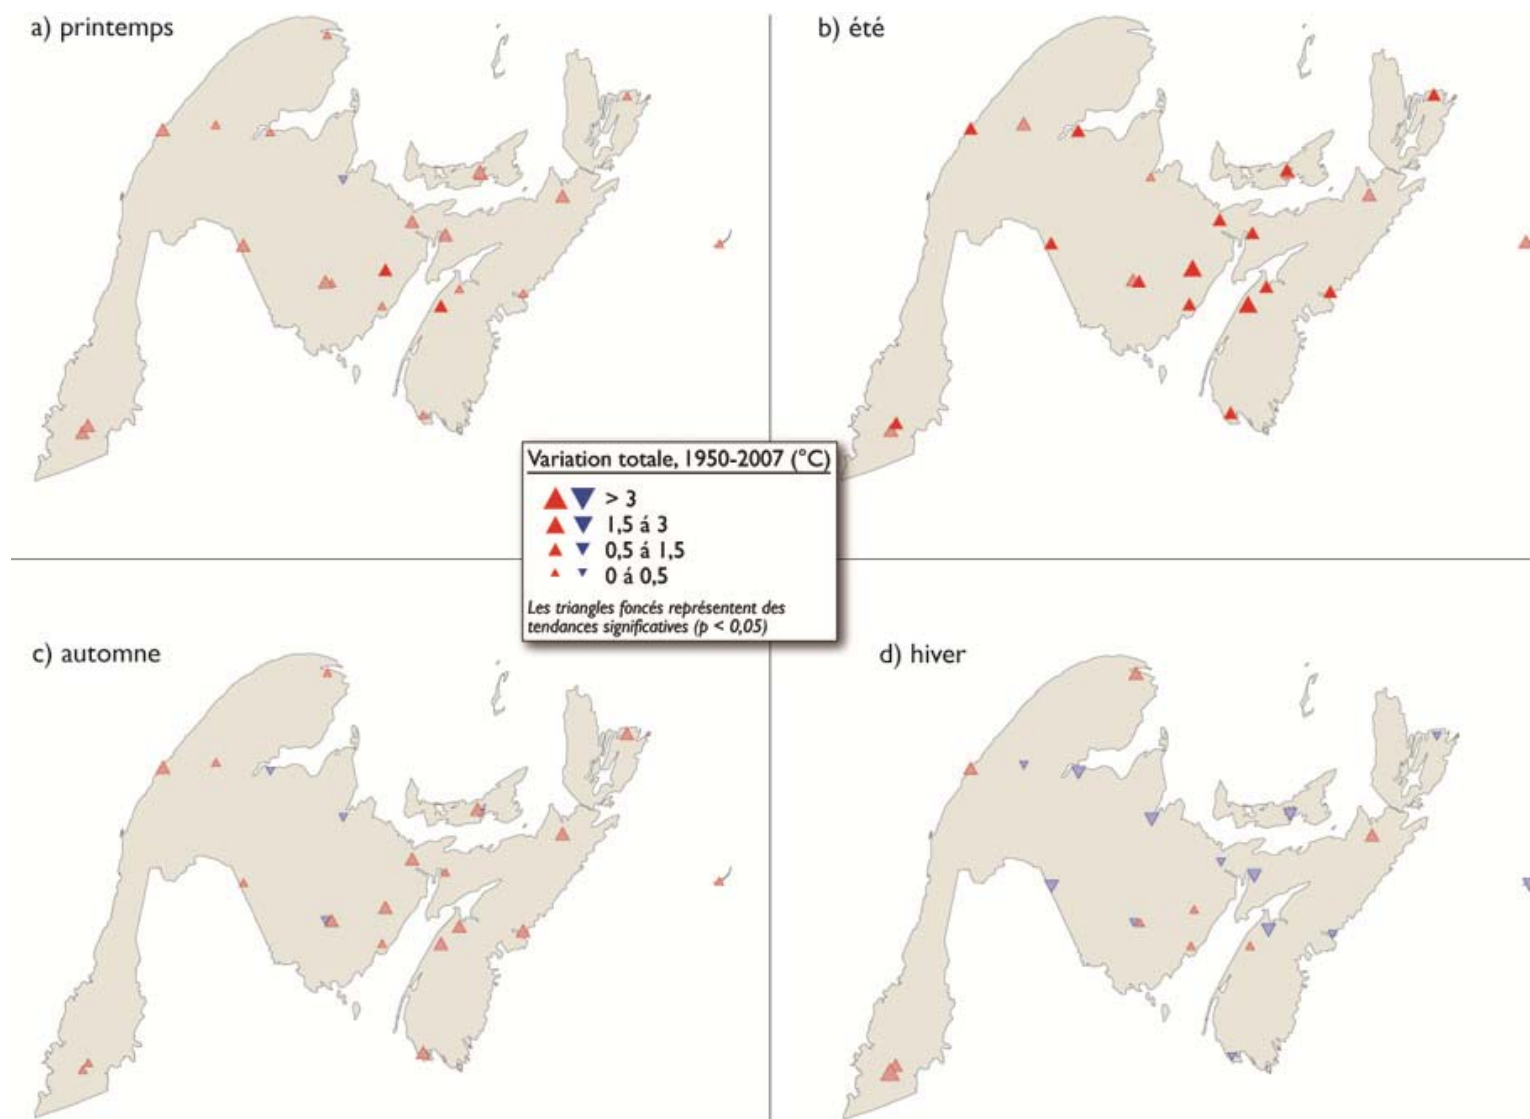 a) printemps
b) été
Variation totale, 1950-2007 (°C)
> 3
1,5 á 3
0,5 á 1,5
0 á 0,5
Les triangles foncés représentent des
tendances significatives (p < 0,05)
c) automne
d) hiver